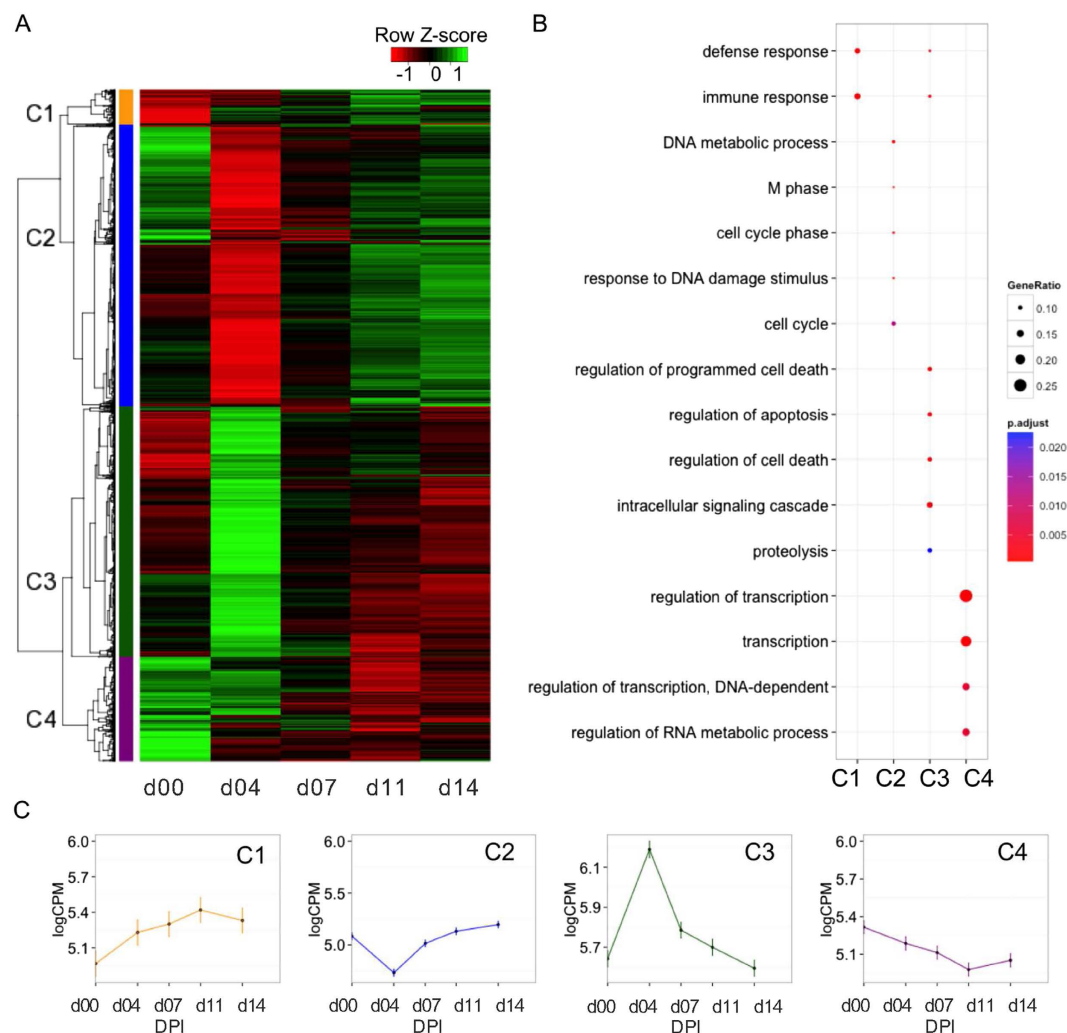 A
Row Z-score
-1 0 1
C1
C2
C3
C4
d00 d04 d07 d11 d14
B
defense response
immune response
DNA metabolic process
M phase
cell cycle phase
response to DNA damage stimulus
cell cycle
regulation of programmed cell death
regulation of apoptosis
regulation of cell death
intracellular signaling cascade
proteolysis
regulation of transcription
transcription
regulation of transcription, DNA-dependent
regulation of RNA metabolic process
C1 C2 C3 C4
GeneRatio
0.10
0.15
0.20
0.25
p.adjust
0.020
0.015
0.010
0.005
C
C1
logCPM
6.0
5.7
5.4
5.1
d00 d04 d07 d11 d14
DPI
C2
logCPM
6.0
5.7
5.5
5.0
d00 d04 d07 d11 d14
DPI
C3
logCPM
6.1
5.9
5.7
d00 d04 d07 d11 d14
DPI
C4
logCPM
6.0
5.7
5.4
5.1
d00 d04 d07 d11 d14
DPI